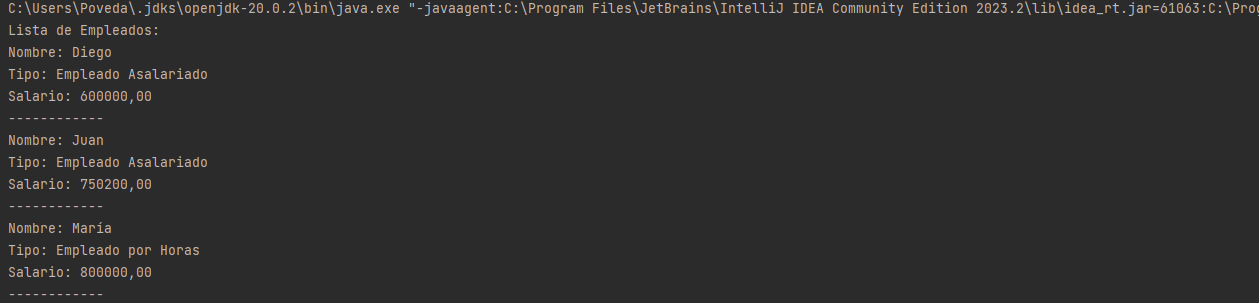 C:\Users\Poveda\.jdks\openjdk-20.0.2\bin\java.exe "-javaagent:C:\Program Files\JetBrains\IntelliJ IDEA Community Edition 2023.2\lib\idea_rt.jar=61063:C:\Prog
Lista de Empleados:
Nombre: Diego
Tipo: Empleado Asalariado
Salario: 600000,00
------------
Nombre: Juan
Tipo: Empleado Asalariado
Salario: 750200,00
------------
Nombre: María
Tipo: Empleado por Horas
Salario: 800000,00
------------